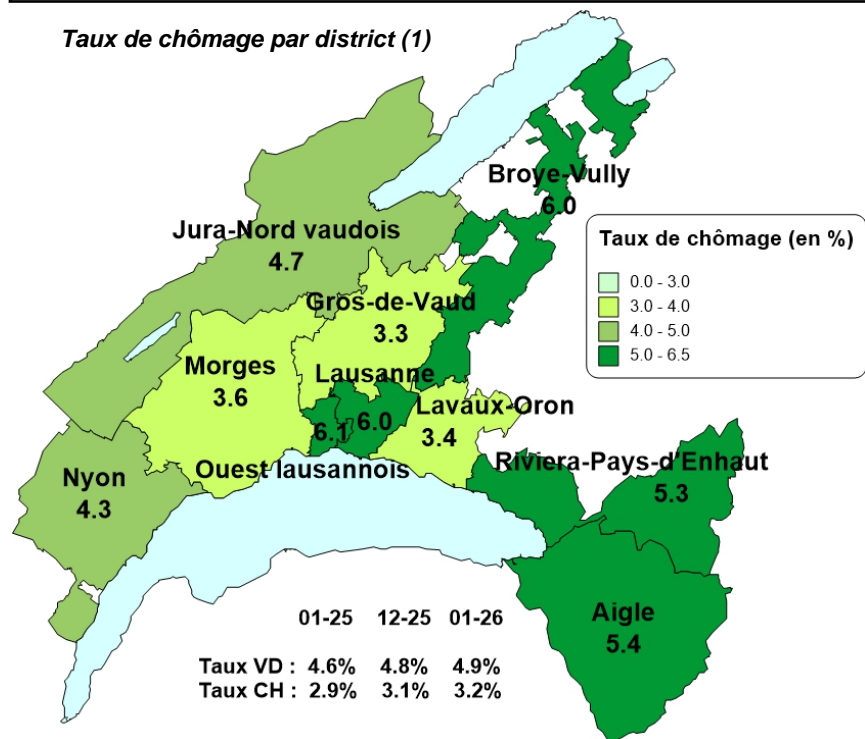 Taux de chômage par district (1)
Broye-Vully
6.0
Jura-Nord vaudois
4.7
Taux de chômage (en %)
0.0 - 3.0
3.0 - 4.0
4.0 - 5.0
5.0 - 6.5
Gros-de-Vaud
3.3
Morges
3.6
Lausanne
6.0
6.1
Lavaux-Oron
3.4
Ouest lausannois
Riviera-Pays-d'Enhaut
5.3
Nyon
4.3
Aigle
5.4
01-25 12-25 01-26
Taux VD : 4.6% 4.8% 4.9%
Taux CH : 2.9% 3.1% 3.2%